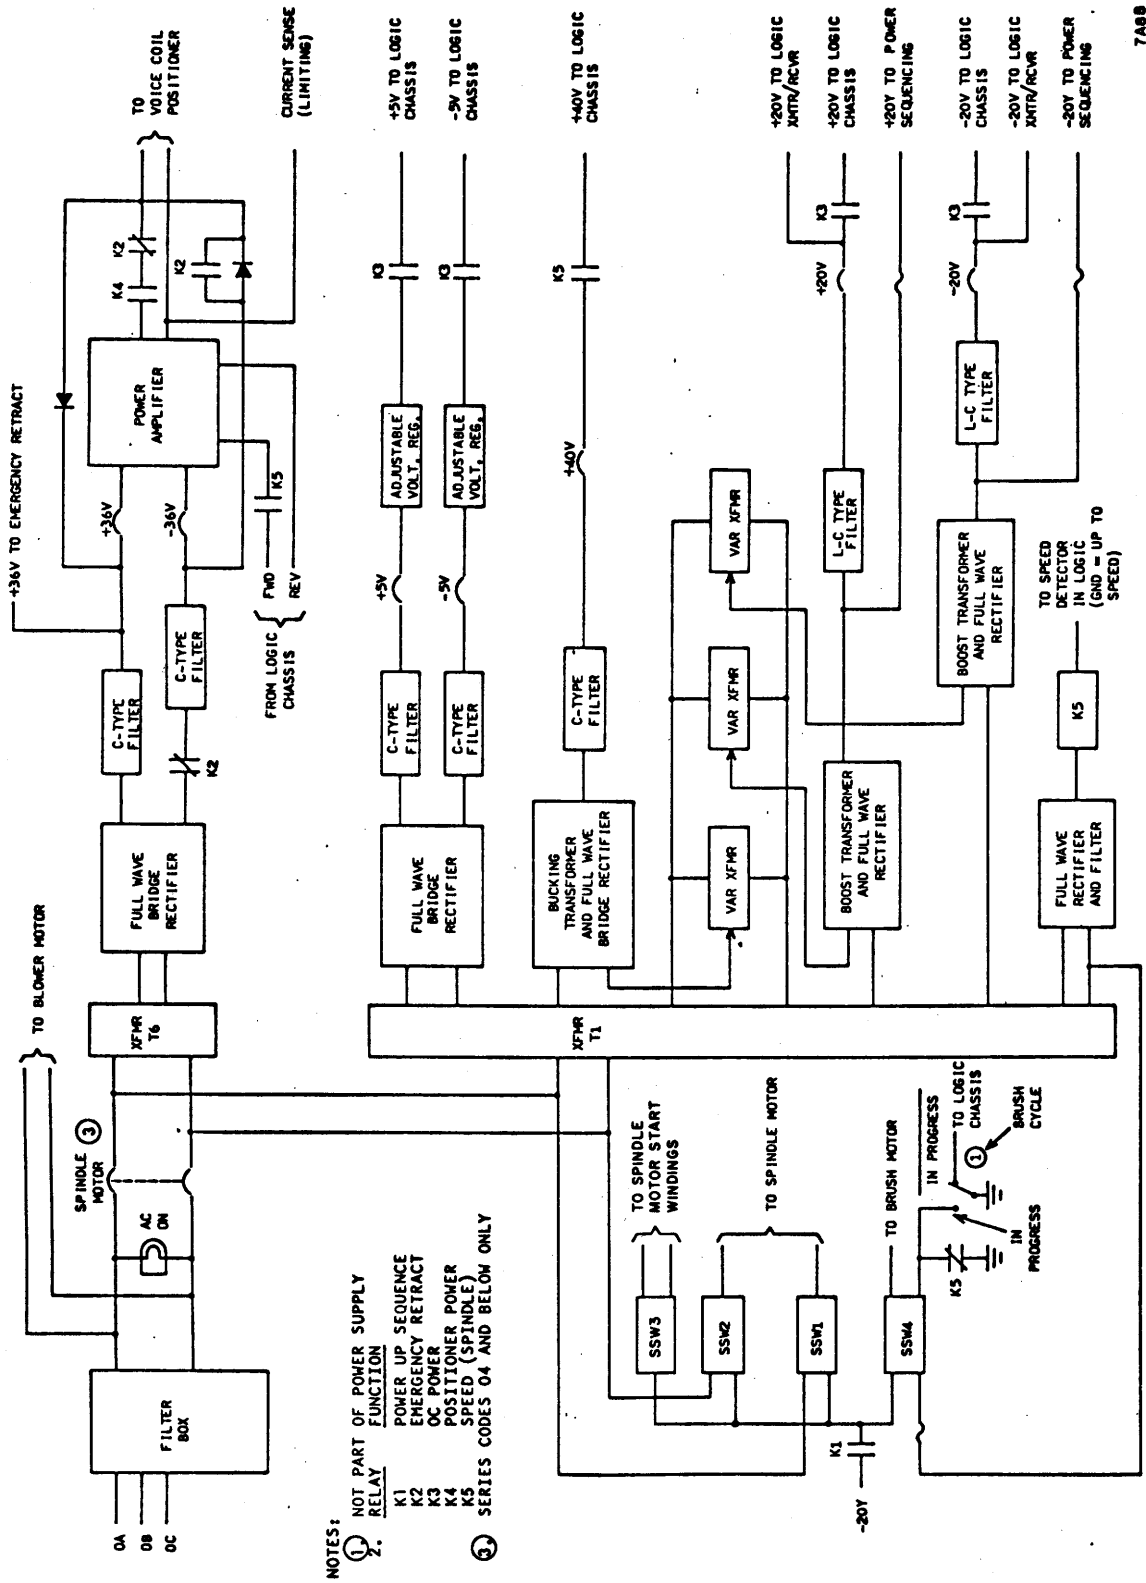 7A8B
+36V TO EMERGENCY RETRACT
TO BLOWER MOTOR
SPINDLE
MOTOR
3
AC
ON
0A
0B
0C
FILTER
BOX
XFMR
T6
FULL WAVE
BRIDGE
RECTIFIER
C-TYPE
FILTER
K2
C-TYPE
FILTER
+36V
-36V
POWER
AMPLIFIER
K4
K2
K2
TO
VOICE COIL
POSITIONER
CURRENT SENSE
(LIMITING)
FROM LOGIC
CHASSIS
FWD
REV
K5
NOTES:
1. NOT PART OF POWER SUPPLY
2. RELAY FUNCTION
K1 POWER UP SEQUENCE
K2 EMERGENCY RETRACT
K3 OC POWER
K4 POSITIONER POWER
K5 SPEED (SPINDLE)
3. SERIES CODES 04 AND BELOW ONLY
XFMR
T1
FULL WAVE
BRIDGE
RECTIFIER
C-TYPE
FILTER
+5V
ADJUSTABLE
VOLT. REG.
K3
+5V TO LOGIC
CHASSIS
C-TYPE
FILTER
-5V
ADJUSTABLE
VOLT. REG.
K3
-5V TO LOGIC
CHASSIS
BUCKING
TRANSFORMER
AND FULL WAVE
BRIDGE RECTIFIER
C-TYPE
FILTER
+40V
K5
+40V TO LOGIC
CHASSIS
VAR XFMR
VAR XFMR
VAR XFMR
BOOST TRANSFORMER
AND FULL WAVE
RECTIFIER
L-C TYPE
FILTER
+20V
K3
+20V TO LOGIC
XMTR/RCVR
+20V TO LOGIC
CHASSIS
+20Y TO POWER
SEQUENCING
BOOST TRANSFORMER
AND FULL WAVE
RECTIFIER
L-C TYPE
FILTER
-20V
K3
-20V TO LOGIC
CHASSIS
-20V TO LOGIC
XMTR/RCVR
-20Y TO POWER
SEQUENCING
FULL WAVE
RECTIFIER
AND FILTER
K5
TO SPEED
DETECTOR
IN LOGIC
(GND = UP TO
SPEED)
SSW3
TO SPINDLE
MOTOR START
WINDINGS
SSW2
SSW1
TO SPINDLE MOTOR
SSW4
TO BRUSH MOTOR
K1
-20Y
K5
IN PROGRESS
TO LOGIC
CHASSIS
1
BRUSH
CYCLE
IN
PROGRESS